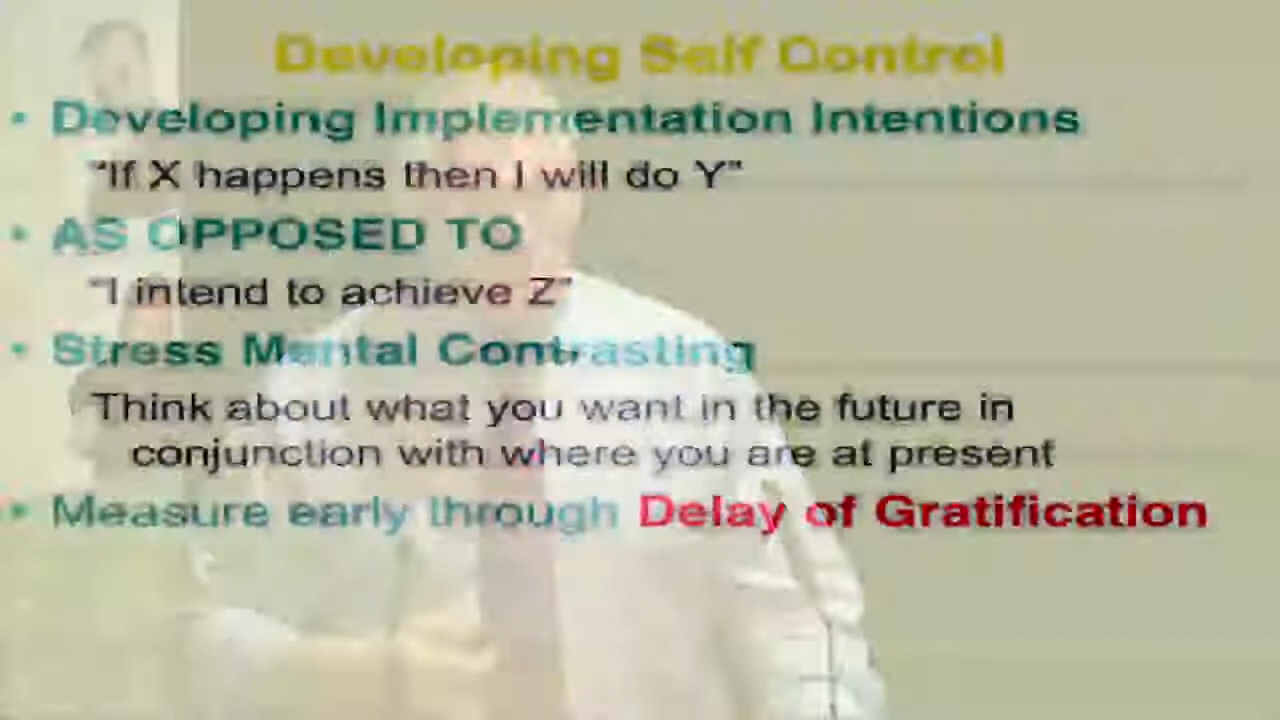 Developing Self Control
• Developing Implementation Intentions
"If X happens then I will do Y"
• AS OPPOSED TO
"I intend to achieve Z"
• Stress Mental Contrasting
Think about what you want in the future in
conjunction with where you are at present
• Measure early through Delay of Gratification